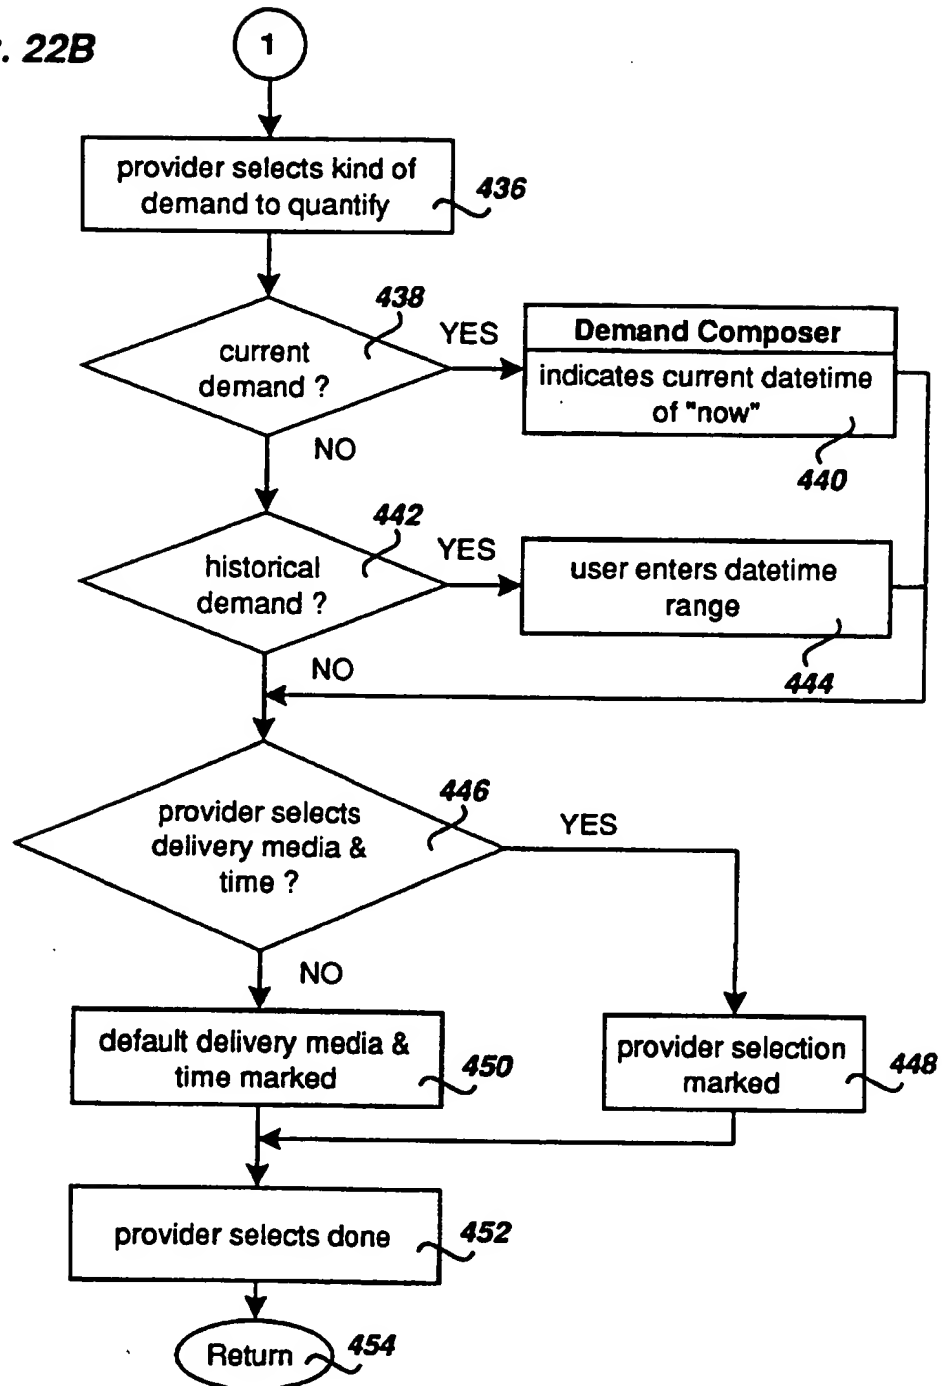 . 22B
1
provider selects kind of
demand to quantify
436
438
current
demand ?
YES
Demand Composer
indicates current datetime
of "now"
440
NO
442
historical
demand ?
YES
user enters datetime
range
444
NO
446
provider selects
delivery media &
time ?
YES
NO
default delivery media &
time marked
450
provider selection
marked
448
provider selects done
452
Return
454